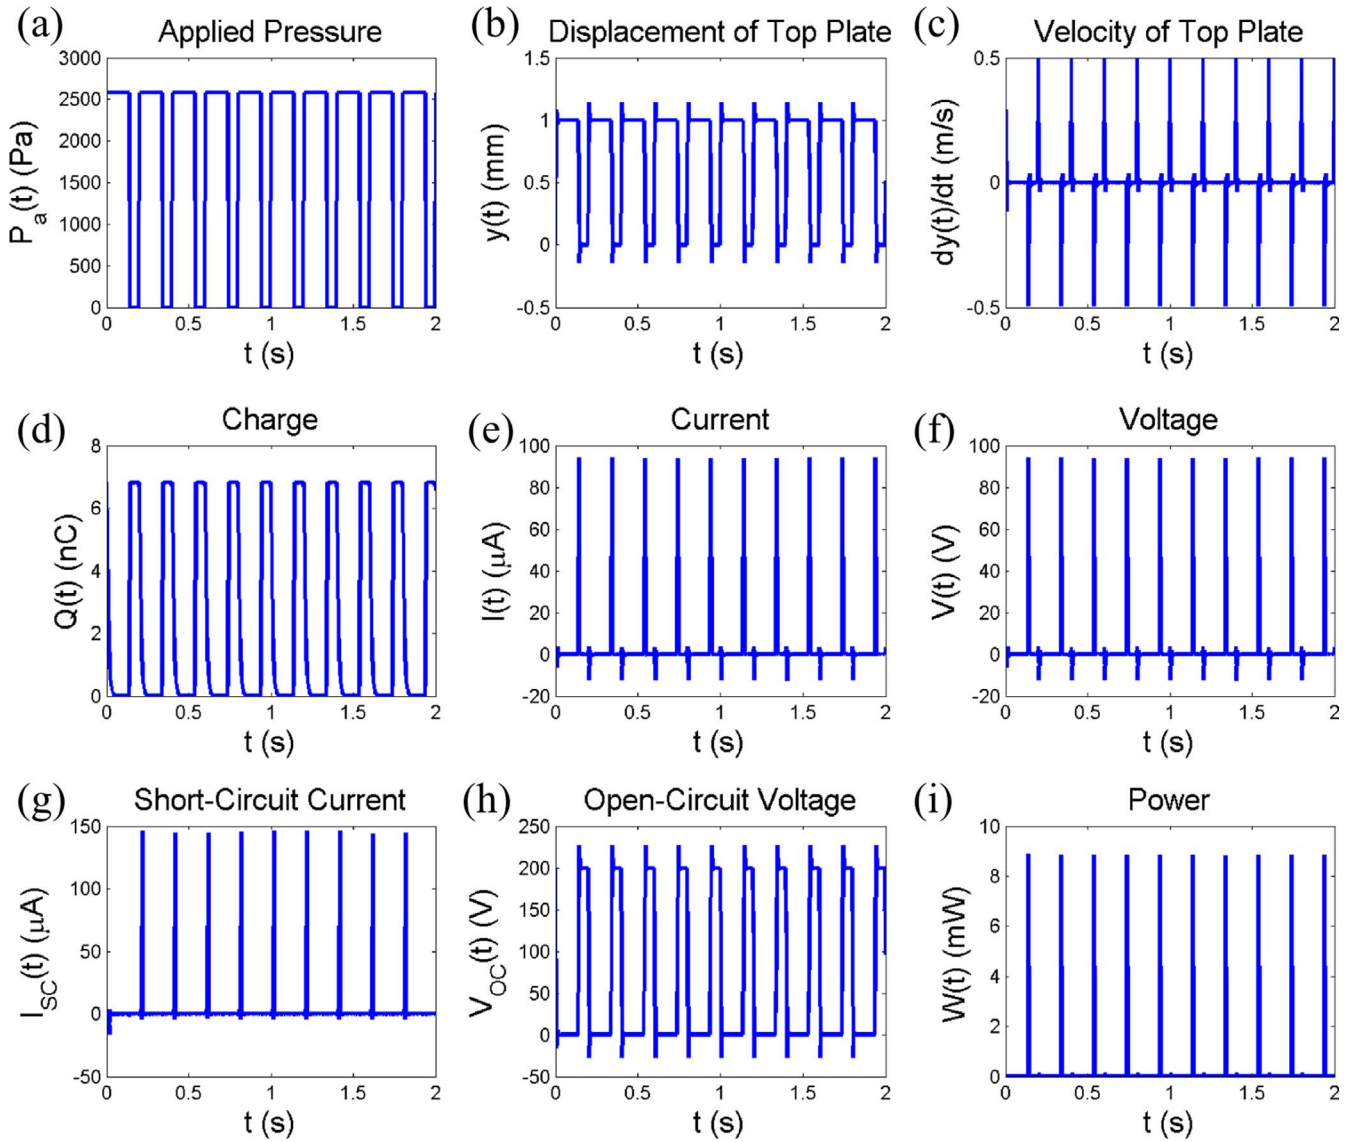 (a) Applied Pressure
3000
2500
2000
1500
1000
500
0
P_a(t) (Pa)
0 0.5 1 1.5 2
t (s)
(b) Displacement of Top Plate
1.5
1
0.5
0
-0.5
y(t) (mm)
0 0.5 1 1.5 2
t (s)
(c) Velocity of Top Plate
0.5
0
-0.5
dy(t)/dt (m/s)
0 0.5 1 1.5 2
t (s)
(d) Charge
8
6
4
2
0
Q(t) (nC)
0 0.5 1 1.5 2
t (s)
(e) Current
100
80
60
40
20
0
-20
I(t) (μA)
0 0.5 1 1.5 2
t (s)
(f) Voltage
100
80
60
40
20
0
-20
V(t) (V)
0 0.5 1 1.5 2
t (s)
(g) Short-Circuit Current
150
100
50
0
-50
I_SC(t) (μA)
0 0.5 1 1.5 2
t (s)
(h) Open-Circuit Voltage
250
200
150
100
50
0
-50
V_OC(t) (V)
0 0.5 1 1.5 2
t (s)
(i) Power
10
8
6
4
2
0
W(t) (mW)
0 0.5 1 1.5 2
t (s)